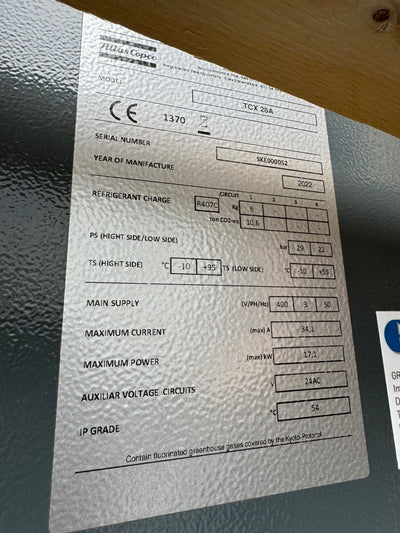 Atlas Copco
MODEL TCX 28A
CE 1370
SERIAL NUMBER SKE000052
YEAR OF MANIFACTURE 2022
CIRCUIT 1 2 3 4
REFRIGERANT CHARGE R407C Kg 6 - - -
ton CO2-eq 10,6 - - -
PS (HIGHT SIDE/LOW SIDE) bar 29 22
TS (HIGHT SIDE) °C -10 +95 TS (LOW SIDE) °C -10 +55
MAIN SUPPLY (V/PH/Hz) 400 3 50
MAXIMUM CURRENT (max) A 34,1
MAXIMUM POWER (max) kW 17,1
AUXILIAR VOLTAGE CIRCUITS V 24AC
IP GRADE °C 54
Contain fluorinated greenhouse gases covered by the Kyoto-Protocol
GR
Im
D
T